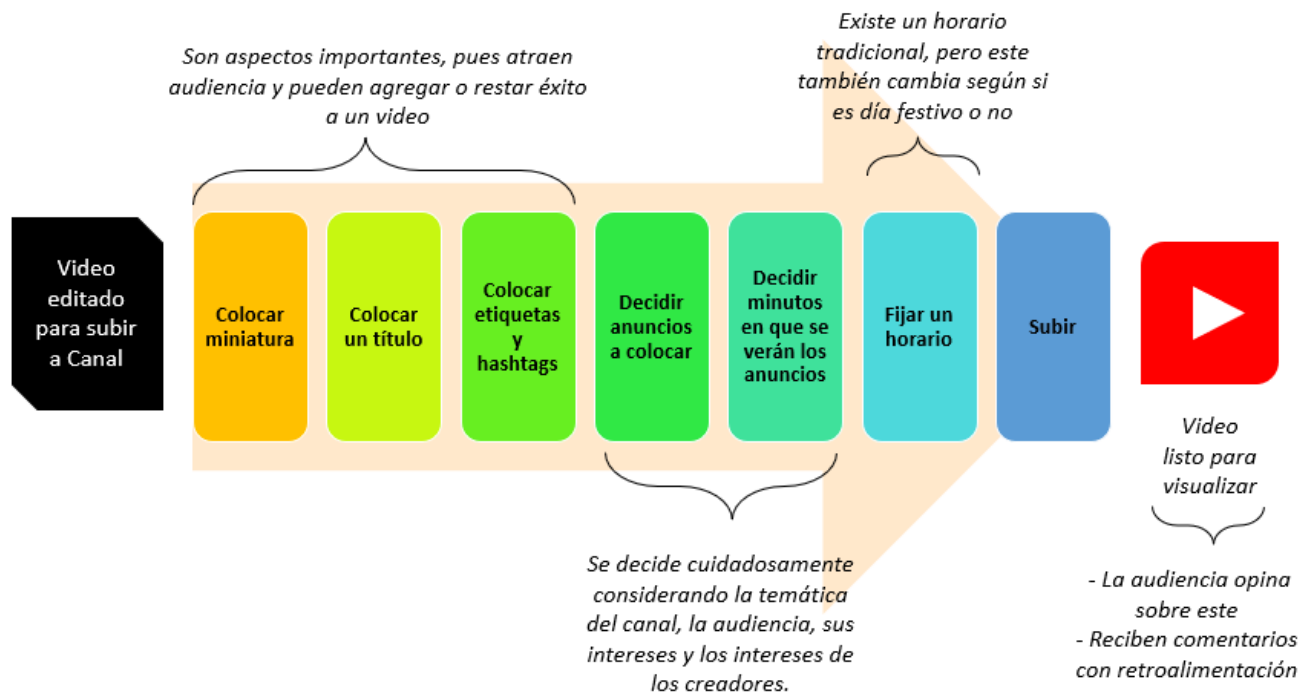 Son aspectos importantes, pues atraen
audiencia y pueden agregar o restar éxito
a un video
Existe un horario
tradicional, pero este
también cambia según si
es día festivo o no
Video
editado
para subir
a Canal
Colocar
miniatura
Colocar
un título
Colocar
etiquetas
y
hashtags
Decidir
anuncios
a colocar
Decidir
minutos
en que se
verán los
anuncios
Fijar un
horario
Subir
Video
listo para
visualizar
Se decide cuidadosamente
considerando la temática
del canal, la audiencia, sus
intereses y los intereses de
los creadores.
- La audiencia opina
sobre este
- Reciben comentarios
con retroalimentación